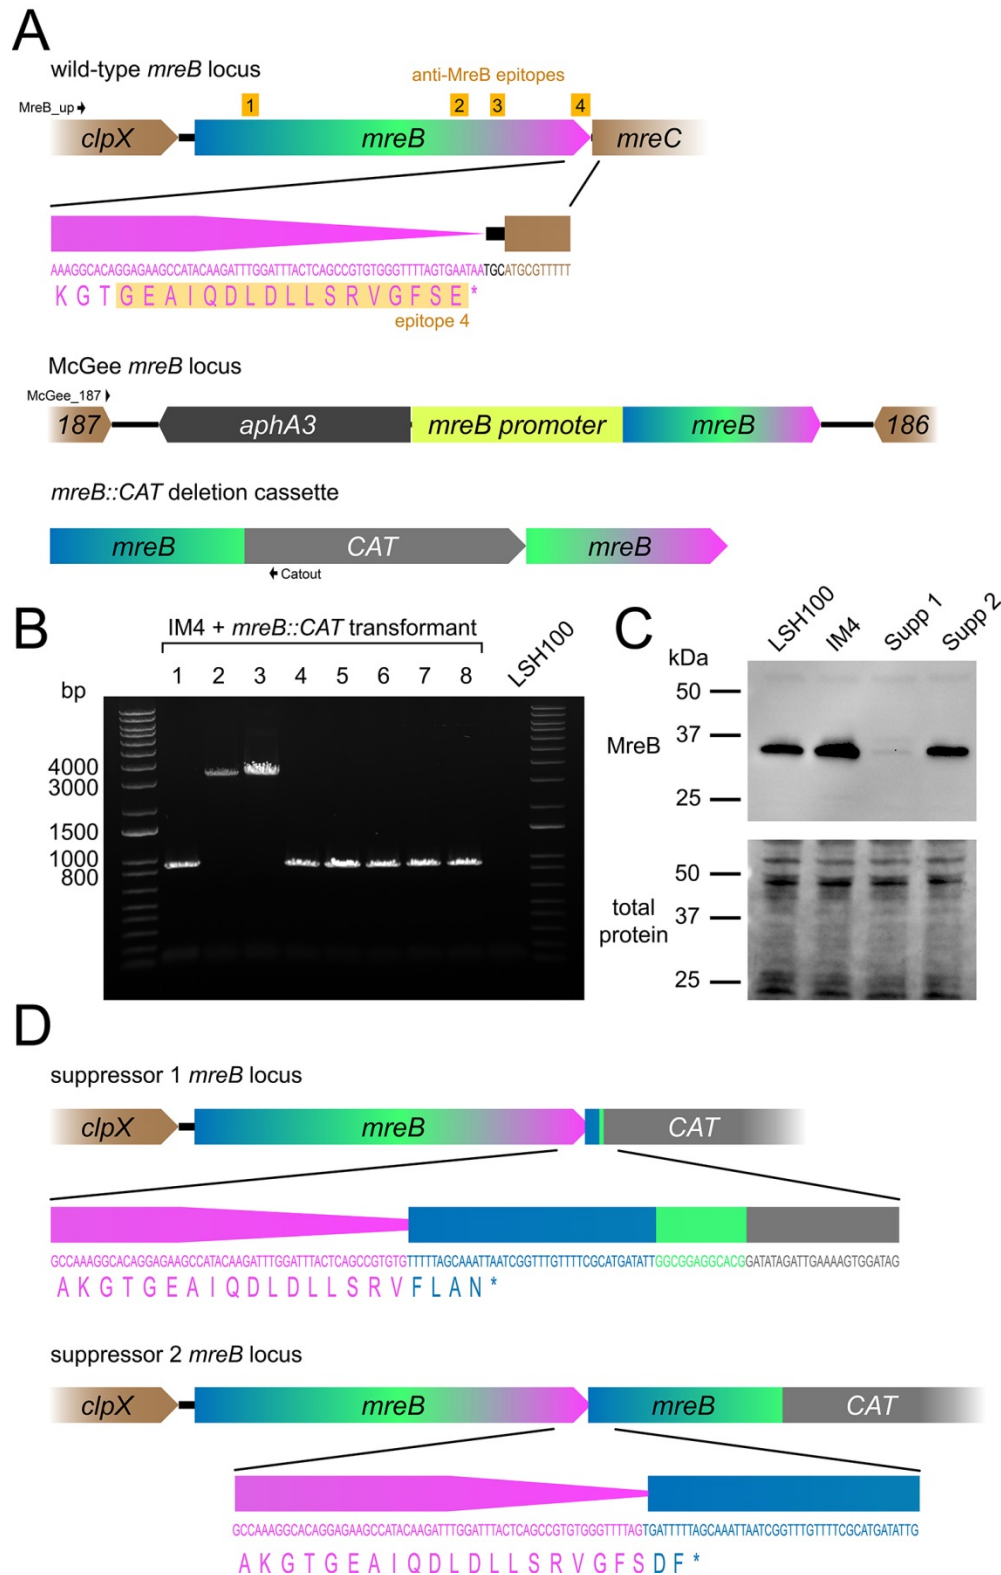 A
wild-type mreB locus
anti-MreB epitopes
MreB_up
1 2 3 4
clpX mreB mreC
AAAGGCACAGGAGAAGCCATACAAGATTTGGATTTACTCAGCCGTGTGGGTTTTAGTGAATAATGCATGCGTTTTT
K G T G E A I Q D L D L L S R V G F S E *
epitope 4
McGee mreB locus
McGee_187
187 aphA3 mreB promoter mreB 186
mreB::CAT deletion cassette
mreB CAT mreB
Catout
B
IM4 + mreB::CAT transformant
1 2 3 4 5 6 7 8 LSH100
bp
4000
3000
1500
1000
800
C
LSH100 IM4 Supp 1 Supp 2
kDa
50
37
MreB
25
50
total
protein
37
25
D
suppressor 1 mreB locus
clpX mreB CAT
GCCAAAGGCACAGGAGAAGCCATACAAGATTTGGATTTACTCAGCCGTGTGTTTTTAGCAAATTAATCGGTTTGTTTTCGCATGATATTGGCGGAGGCACGGATATAGATTGAAAAGTGGATAG
A K G T G E A I Q D L D L L S R V F L A N *
suppressor 2 mreB locus
clpX mreB mreB CAT
GCCAAAGGCACAGGAGAAGCCATACAAGATTTGGATTTACTCAGCCGTGTGGGTTTTAGTGATTTTTAGCAAATTAATCGGTTTGTTTTCGCATGATATTG
A K G T G E A I Q D L D L L S R V G F S D F *